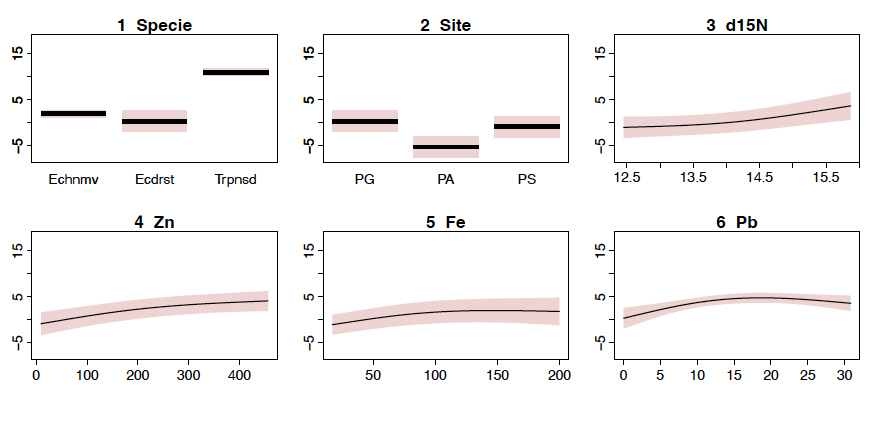 1 Specie
15
5
−5
Echnmv Ecdrst Trpnsd
2 Site
15
5
−5
PG PA PS
3 d15N
15
5
−5
12.5 13.5 14.5 15.5
4 Zn
15
5
−5
0 100 200 300 400
5 Fe
15
5
−5
50 100 150 200
6 Pb
15
5
−5
0 5 10 15 20 25 30